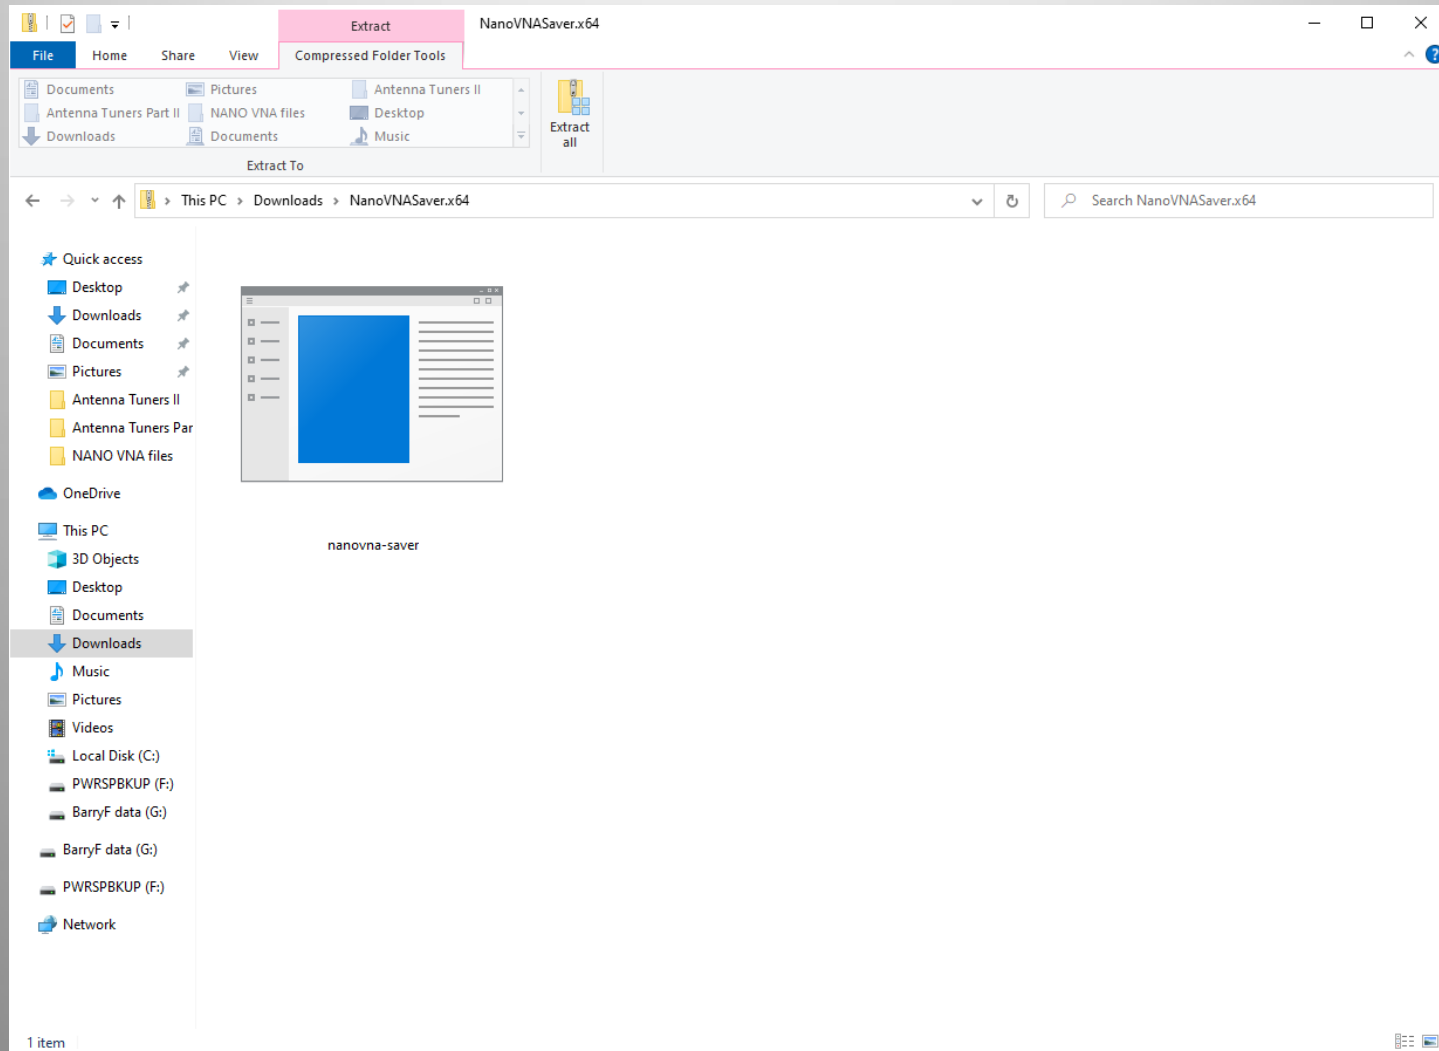 Extract
NanoVNASaver.x64
File
Home
Share
View
Compressed Folder Tools
Documents
Pictures
Antenna Tuners II
Antenna Tuners Part II
NANO VNA files
Desktop
Downloads
Documents
Music
Extract To
Extract
all
This PC > Downloads > NanoVNASaver.x64
Search NanoVNASaver.x64
Quick access
Desktop
Downloads
Documents
Pictures
Antenna Tuners II
Antenna Tuners Par
NANO VNA files
OneDrive
This PC
3D Objects
Desktop
Documents
Downloads
Music
Pictures
Videos
Local Disk (C:)
PWRSPBKUP (F:)
BarryF data (G:)
BarryF data (G:)
PWRSPBKUP (F:)
Network
nanovna-saver
1 item